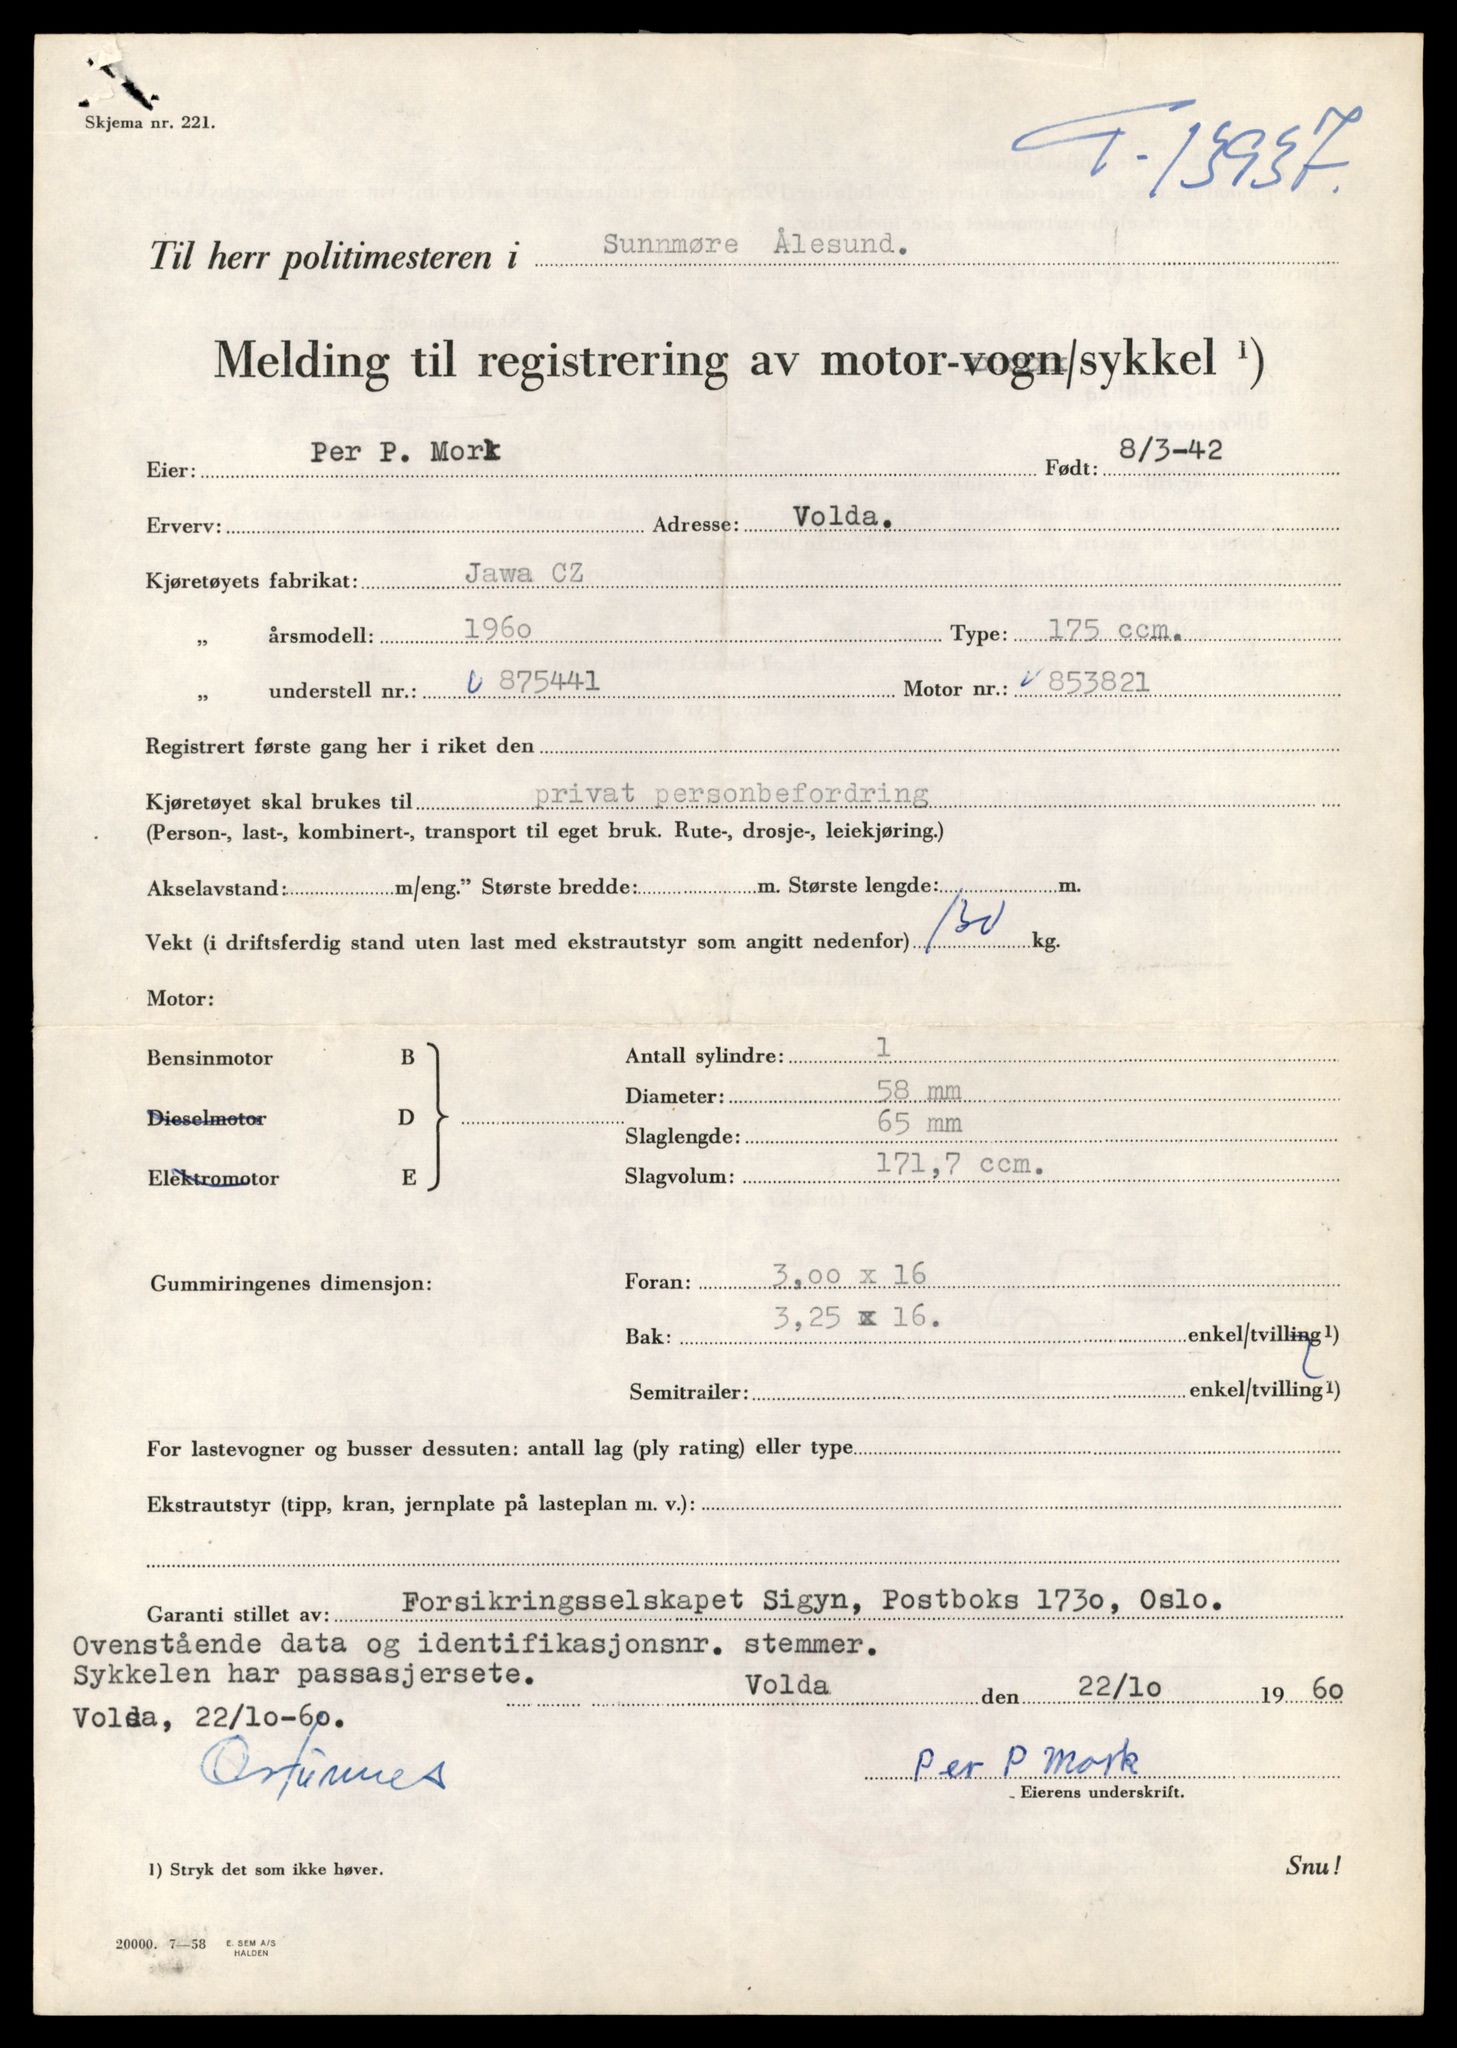 Skjema nr. 221.
T-13937.
Til herr politimesteren i Sunnmøre Ålesund.
Melding til registrering av motor-vogn/sykkel 1)
Eier: Per P. Mork Født: 8/3-42
Erverv: Adresse: Volda.
Kjøretøyets fabrikat: Jawa CZ
„ årsmodell: 1960 Type: 175 ccm.
„ understell nr.: 875441 Motor nr.: 853821
Registrert første gang her i riket den
Kjøretøyet skal brukes til privat personbefordring
(Person-, last-, kombinert-, transport til eget bruk. Rute-, drosje-, leiekjøring.)
Akselavstand: m/eng.” Største bredde: m. Største lengde: m.
Vekt (i driftsferdig stand uten last med ekstrautstyr som angitt nedenfor) 130 kg.
Motor:
Bensinmotor B Antall sylindre: 1
Diameter: 58 mm
Dieselmotor D
Slaglengde: 65 mm
Elektromotor E Slagvolum: 171,7 ccm.
Gummiringenes dimensjon: Foran: 3,00 x 16
Bak: 3,25 x 16. enkel/tvilling 1)
Semitrailer: enkel/tvilling 1)
For lastevogner og busser dessuten: antall lag (ply rating) eller type
Ekstrautstyr (tipp, kran, jernplate på lasteplan m. v.):
Garanti stillet av: Forsikringsselskapet Sigyn, Postboks 1730, Oslo.
Ovenstående data og identifikasjonsnr. stemmer.
Sykkelen har passasjersete.
Volda den 22/10 19 60
Volda, 22/10-60.
Per P Mork
Eierens underskrift.
1) Stryk det som ikke høver.
Snu!
20000. 7—58 E. SEM A/S
HALDEN